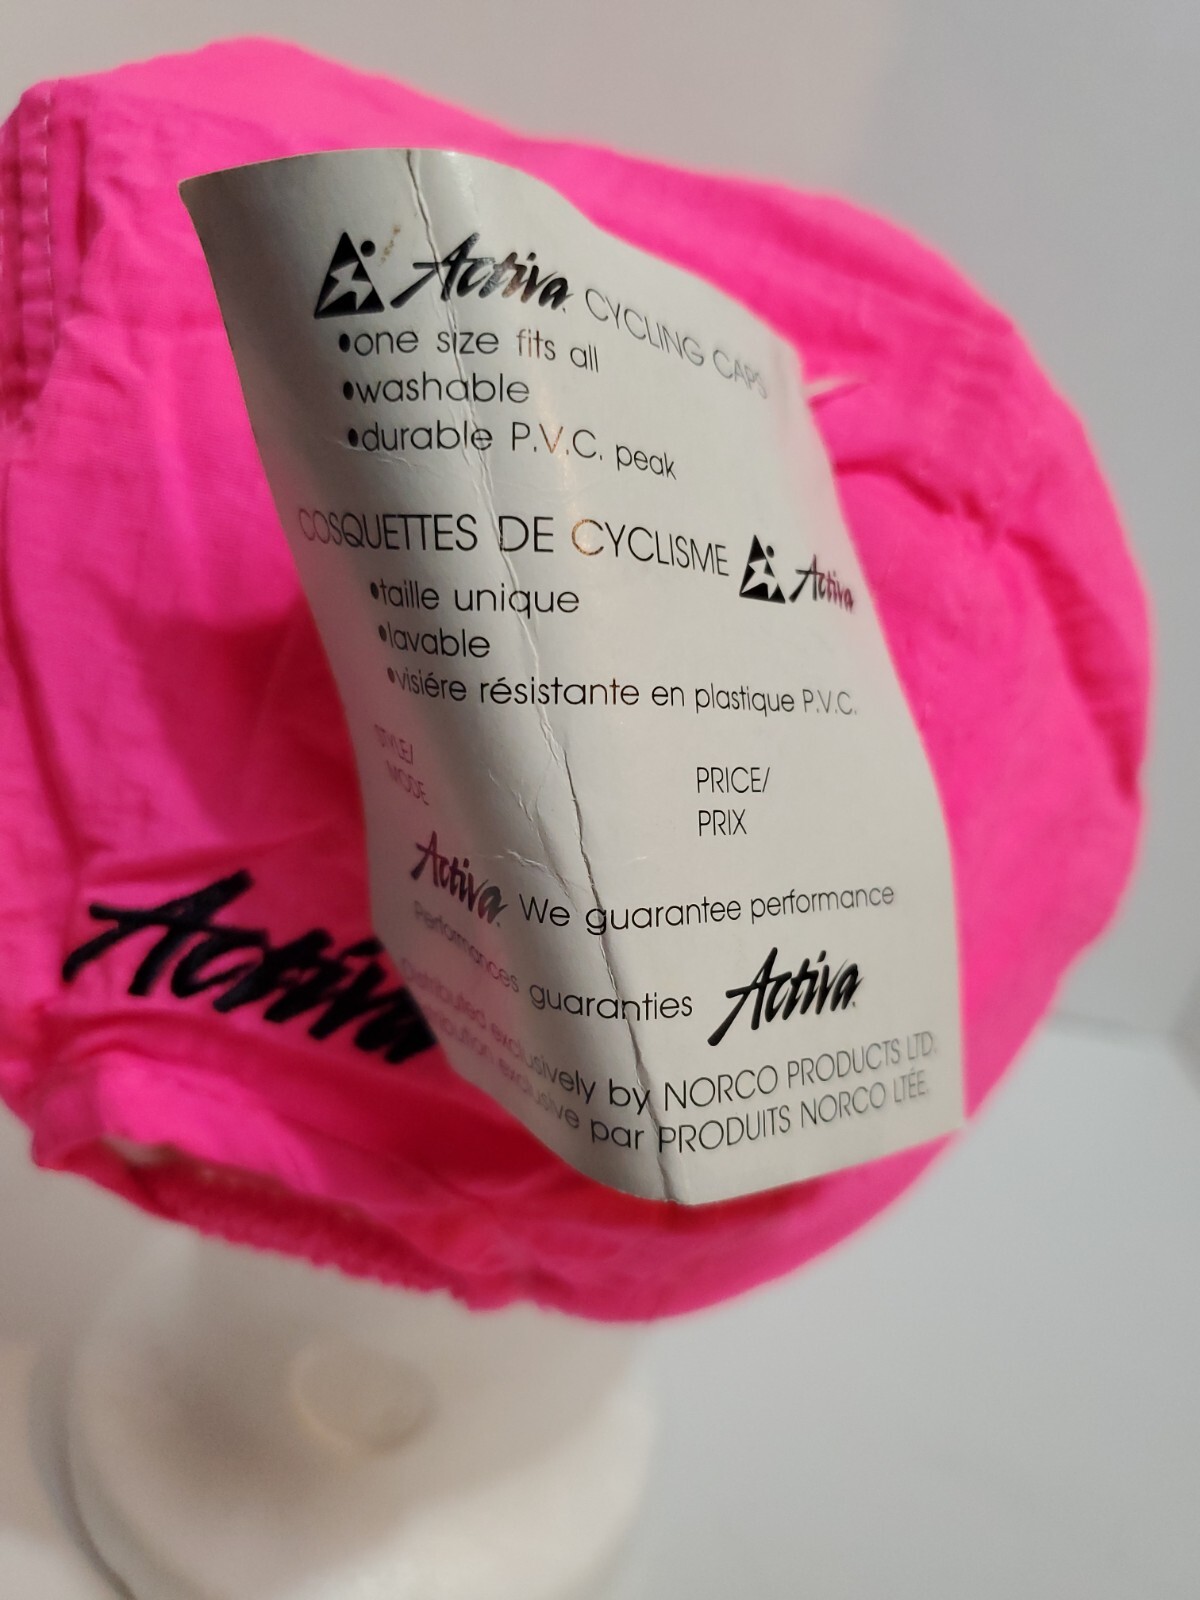 Activa CYCLING CAPS
•one size fits all
•washable
•durable P.V.C. peak
COSQUETTES DE CYCLISME Activa
•taille unique
•lavable
•visiére résistante en plastique P.V.C.
STYLE/
MODE
PRICE/
PRIX
Activa We guarantee performance
Performances guaranties Activa
Distributed exclusively by NORCO PRODUCTS LTD.
exclusive par PRODUITS NORCO LTÉE.
Activa